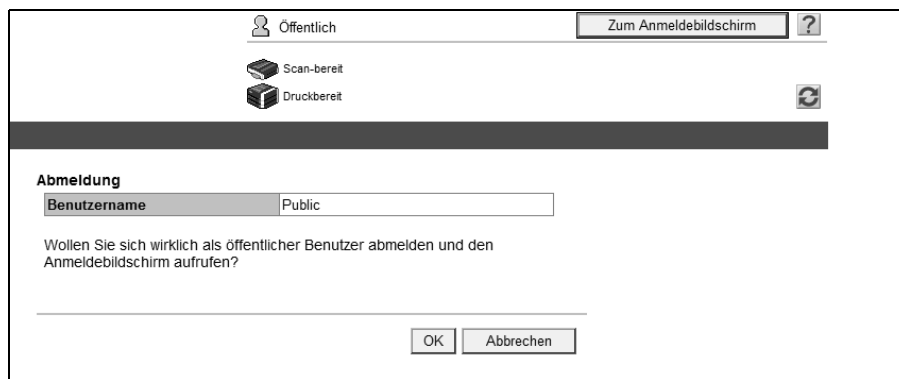 Öffentlich
Zum Anmeldebildschirm
?
Scan-bereit
Druckbereit
Abmeldung
Benutzername Public
Wollen Sie sich wirklich als öffentlicher Benutzer abmelden und den
Anmeldebildschirm aufrufen?
OK Abbrechen